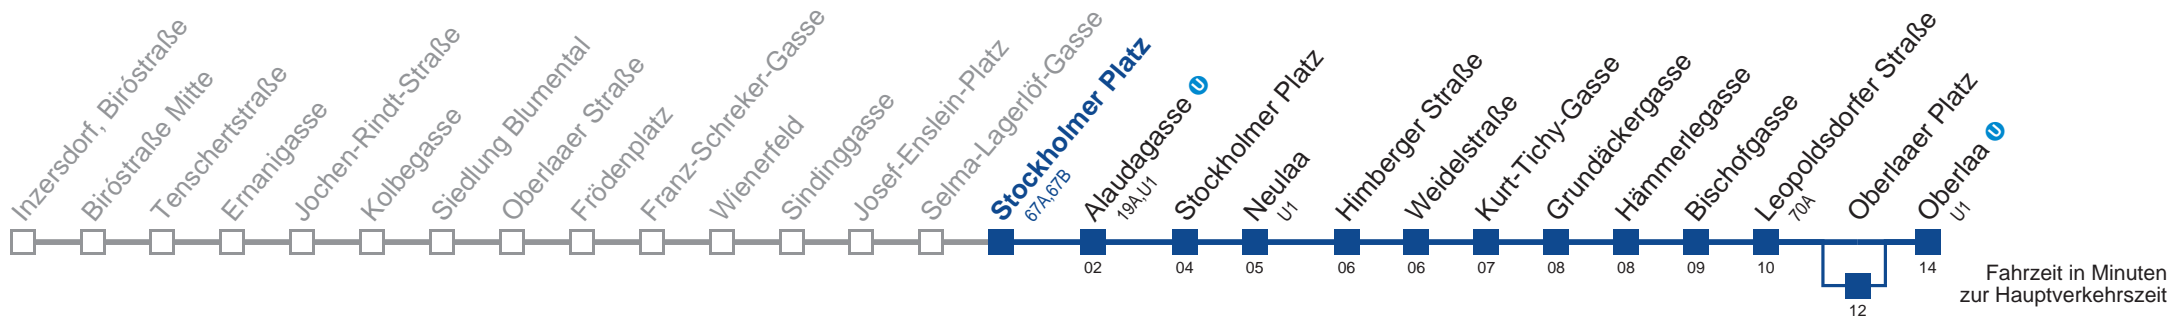 Inzersdorf, Biróstraße
Biróstraße Mitte
Tenschertstraße
Ernanigasse
Jochen-Rindt-Straße
Kolbegasse
Siedlung Blumental
Oberlaaer Straße
Frödenplatz
Franz-Schreker-Gasse
Wienerfeld
Sindinggasse
Josef-Enslein-Platz
Selma-Lagerlöf-Gasse
Stockholmer Platz
67A,67B
Alaudagasse U
19A,U1
02
Stockholmer Platz
04
Neulaa
U1
05
Himberger Straße
06
Weidelstraße
06
Kurt-Tichy-Gasse
07
Grundäckergasse
08
Hämmerlegasse
08
Bischofgasse
09
Leopoldsdorfer Straße
70A
10
Oberlaaer Platz
12
Oberlaa U
U1
14
Fahrzeit in Minuten
zur Hauptverkehrszeit